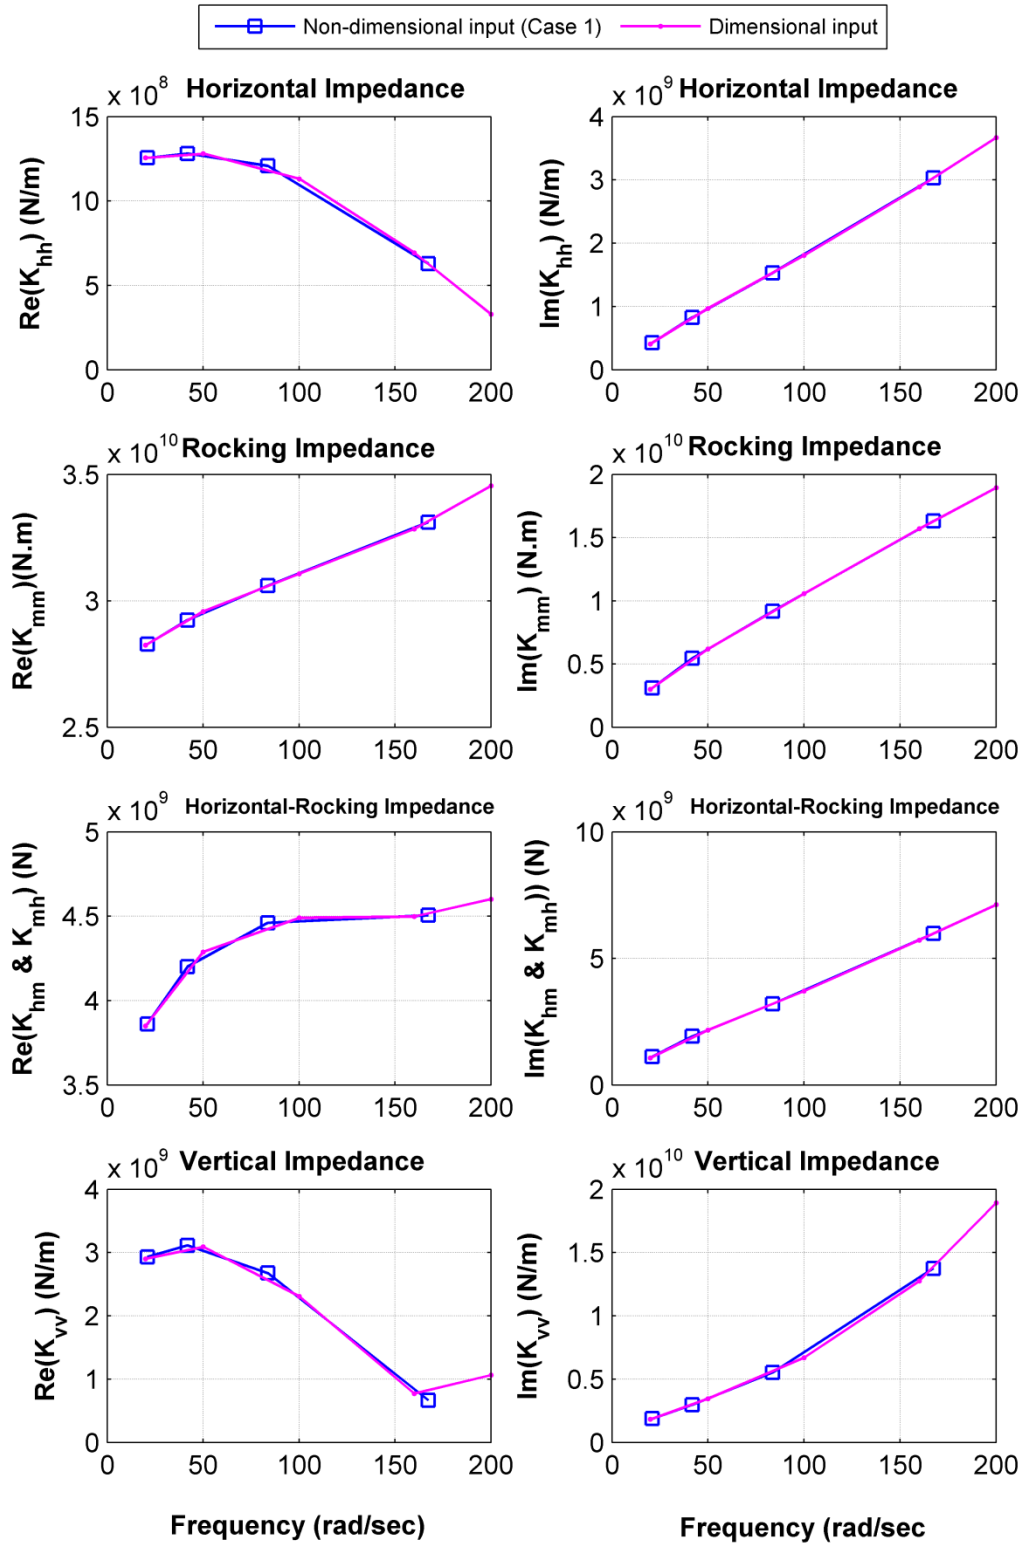 Non-dimensional input (Case 1) Dimensional input
x 10^8 Horizontal Impedance
15
10
5
0
0 50 100 150 200
Re(K_hh) (N/m)
x 10^9 Horizontal Impedance
4
3
2
1
0
0 50 100 150 200
Im(K_hh) (N/m)
x 10^10 Rocking Impedance
3.5
3
2.5
0 50 100 150 200
Re(K_mm)(N.m)
x 10^10 Rocking Impedance
2
1.5
1
0.5
0
0 50 100 150 200
Im(K_mm) (N.m)
x 10^9 Horizontal-Rocking Impedance
5
4.5
4
3.5
0 50 100 150 200
Re(K_hm & K_mh) (N)
x 10^9 Horizontal-Rocking Impedance
10
5
0
0 50 100 150 200
Im(K_hm & K_mh)) (N)
x 10^9 Vertical Impedance
4
3
2
1
0
0 50 100 150 200
Re(K_vv) (N/m)
Frequency (rad/sec)
x 10^10 Vertical Impedance
2
1.5
1
0.5
0
0 50 100 150 200
Im(K_vv) (N/m)
Frequency (rad/sec